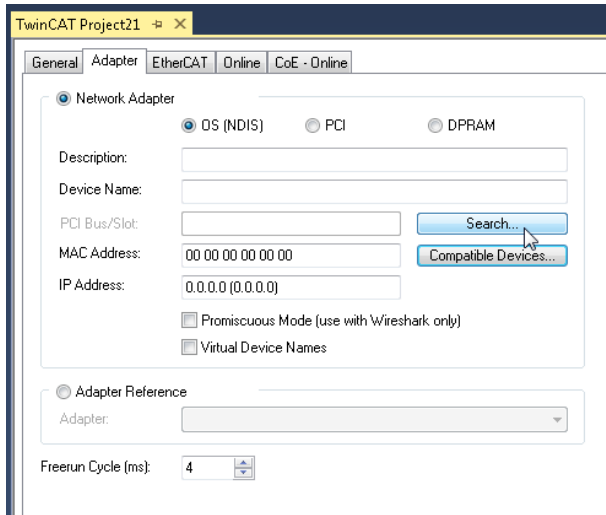 TwinCAT Project21
General Adapter EtherCAT Online CoE - Online
Network Adapter
OS (NDIS) PCI DPRAM
Description:
Device Name:
PCI Bus/Slot: Search...
MAC Address: 00 00 00 00 00 00 Compatible Devices...
IP Address: 0.0.0.0 (0.0.0.0)
Promiscuous Mode (use with Wireshark only)
Virtual Device Names
Adapter Reference
Adapter:
Freerun Cycle (ms): 4